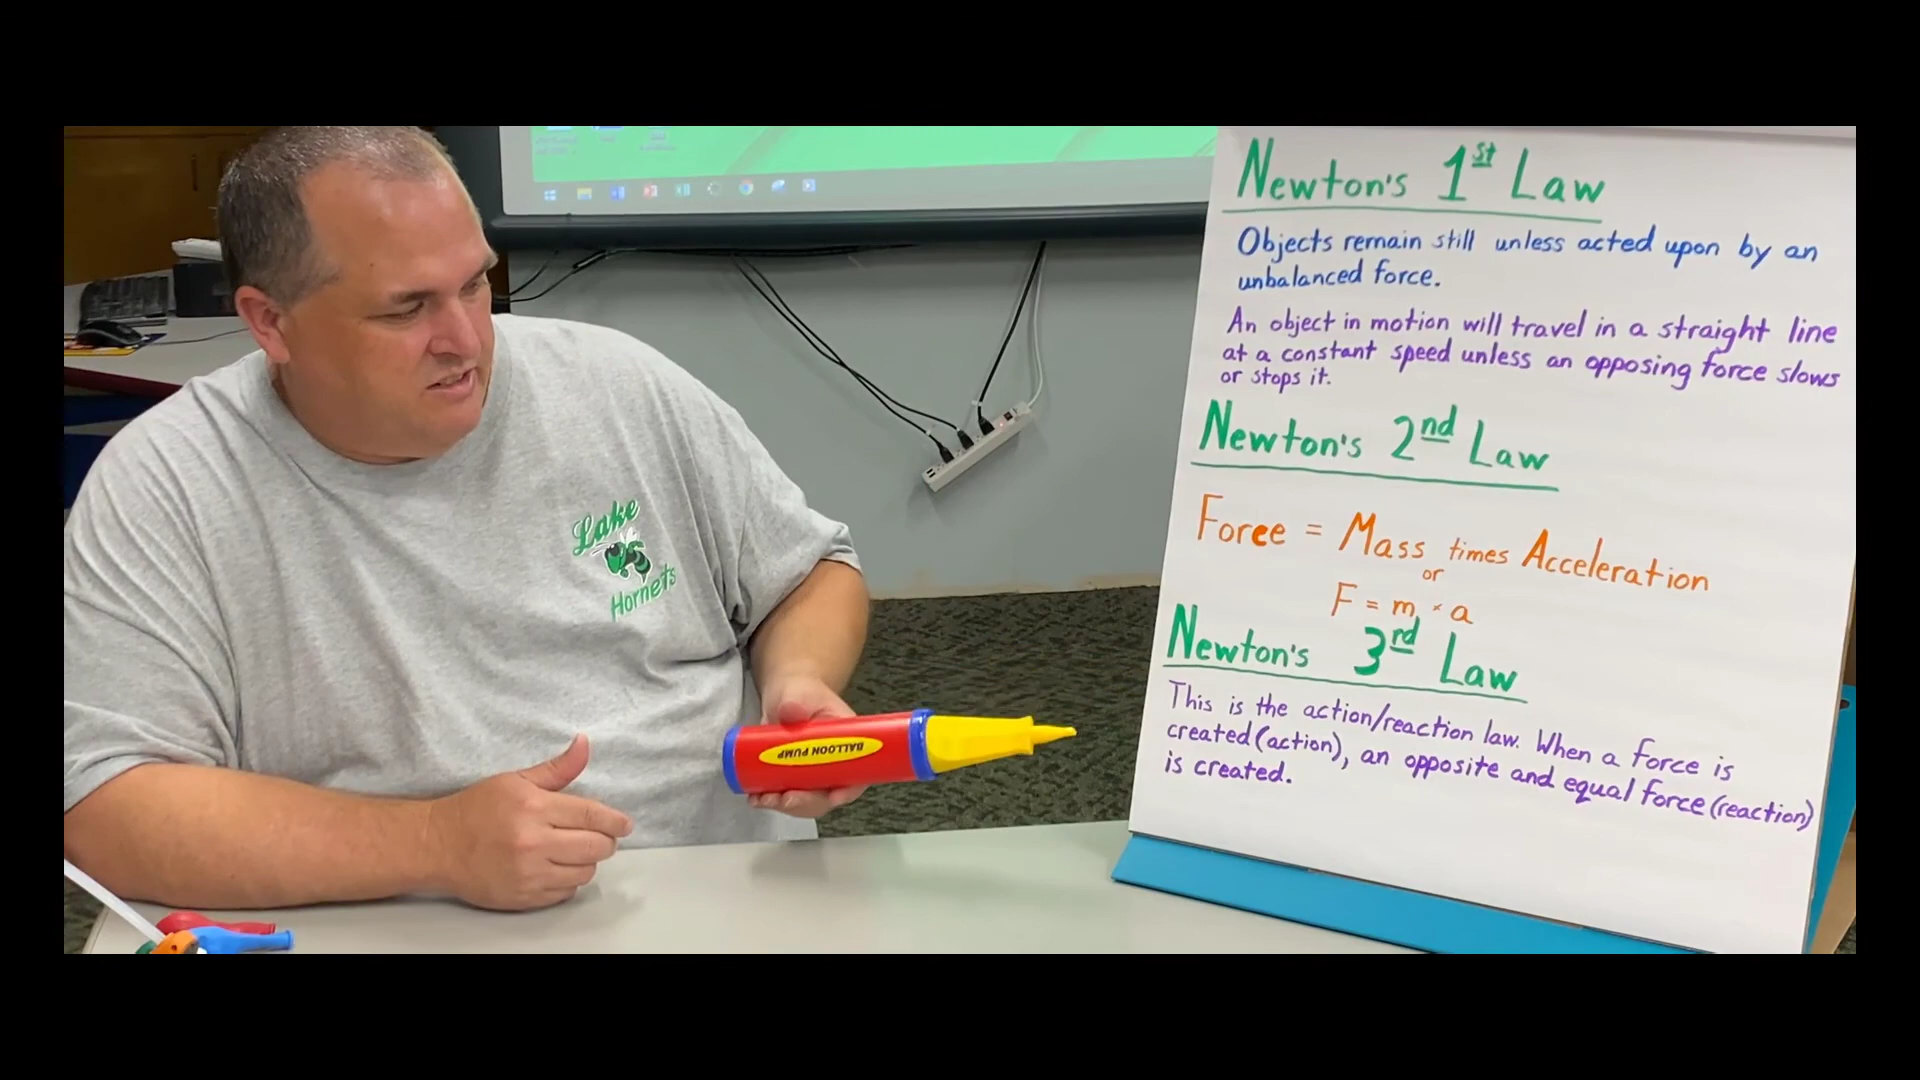 Newton's 1st Law
Objects remain still unless acted upon by an
unbalanced force.
An object in motion will travel in a straight line
at a constant speed unless an opposing force slows
or stops it.
Newton's 2nd Law
Force = Mass times Acceleration
or
F = m × a
Newton's 3rd Law
This is the action/reaction law. When a force is
created (action), an opposite and equal force (reaction)
is created.
Lake
Hornets
BALLOON PUMP